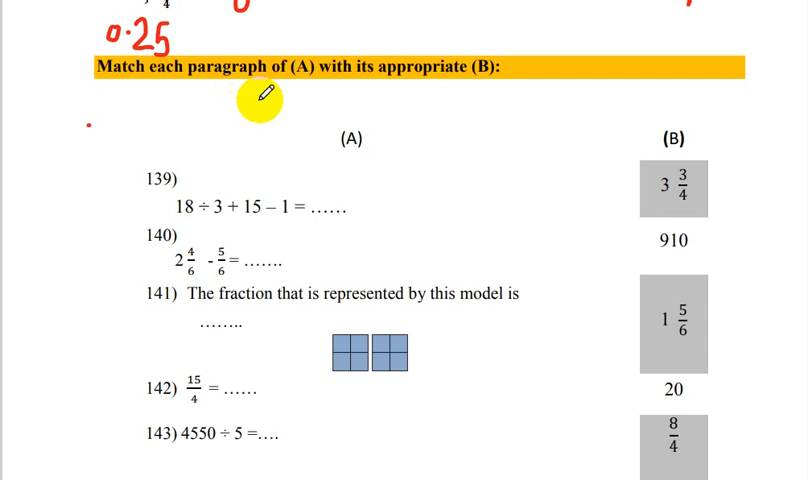 4
0.25
Match each paragraph of (A) with its appropriate (B):
(A) (B)
139)
18 ÷ 3 + 15 – 1 = ……
3 3/4
140)
2 4/6 - 5/6 = …….
910
141) The fraction that is represented by this model is
……..
1 5/6
142) 15/4 = ……
20
143) 4550 ÷ 5 =….
8/4